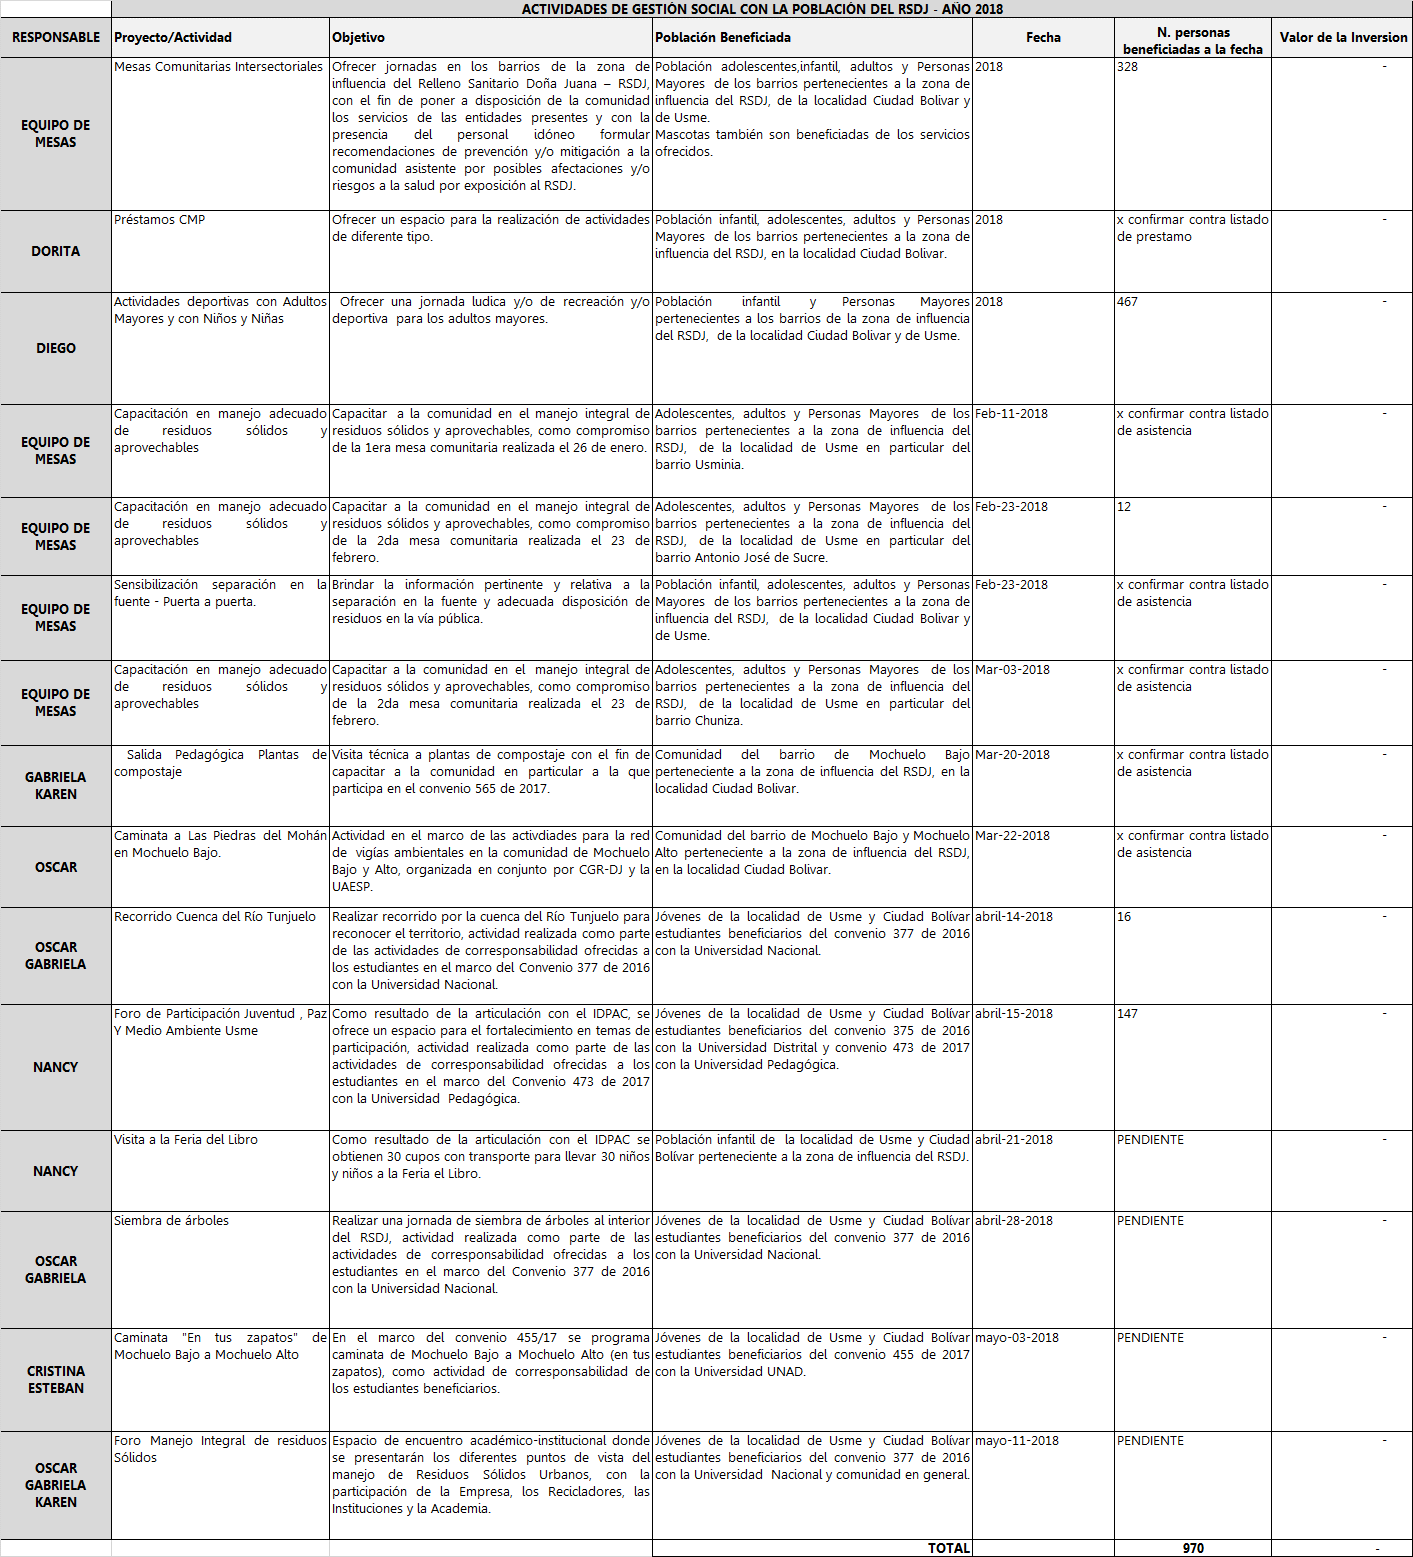 ACTIVIDADES DE GESTIÓN SOCIAL CON LA POBLACIÓN DEL RSDJ - AÑO 2018
RESPONSABLE
Proyecto/Actividad
Objetivo
Población Beneficiada
Fecha
N. personas
beneficiadas a la fecha
Valor de la Inversion
EQUIPO DE
MESAS
Mesas Comunitarias Intersectoriales
Ofrecer jornadas en los barrios de la zona de
influencia del Relleno Sanitario Doña Juana – RSDJ,
con el fin de poner a disposición de la comunidad
los servicios de las entidades presentes y con la
presencia del personal idóneo formular
recomendaciones de prevención y/o mitigación a la
comunidad asistente por posibles afectaciones y/o
riesgos a la salud por exposición al RSDJ.
Población adolescentes,infantil, adultos y Personas
Mayores de los barrios pertenecientes a la zona de
influencia del RSDJ, de la localidad Ciudad Bolivar y
de Usme.
Mascotas también son beneficiadas de los servicios
ofrecidos.
2018
328
-
DORITA
Préstamos CMP
Ofrecer un espacio para la realización de actividades
de diferente tipo.
Población infantil, adolescentes, adultos y Personas
Mayores de los barrios pertenecientes a la zona de
influencia del RSDJ, en la localidad Ciudad Bolivar.
2018
x confirmar contra listado
de prestamo
-
DIEGO
Actividades deportivas con Adultos
Mayores y con Niños y Niñas
Ofrecer una jornada ludica y/o de recreación y/o
deportiva para los adultos mayores.
Población infantil y Personas Mayores
pertenecientes a los barrios de la zona de influencia
del RSDJ, de la localidad Ciudad Bolivar y de Usme.
2018
467
-
EQUIPO DE
MESAS
Capacitación en manejo adecuado
de residuos sólidos y
aprovechables
Capacitar a la comunidad en el manejo integral de
residuos sólidos y aprovechables, como compromiso
de la 1era mesa comunitaria realizada el 26 de enero.
Adolescentes, adultos y Personas Mayores de los
barrios pertenecientes a la zona de influencia del
RSDJ, de la localidad de Usme en particular del
barrio Usminia.
Feb-11-2018
x confirmar contra listado
de asistencia
-
EQUIPO DE
MESAS
Capacitación en manejo adecuado
de residuos sólidos y
aprovechables
Capacitar a la comunidad en el manejo integral de
residuos sólidos y aprovechables, como compromiso
de la 2da mesa comunitaria realizada el 23 de
febrero.
Adolescentes, adultos y Personas Mayores de los
barrios pertenecientes a la zona de influencia del
RSDJ, de la localidad de Usme en particular del
barrio Antonio José de Sucre.
Feb-23-2018
12
-
EQUIPO DE
MESAS
Sensibilización separación en la
fuente - Puerta a puerta.
Brindar la información pertinente y relativa a la
separación en la fuente y adecuada disposición de
residuos en la vía pública.
Población infantil, adolescentes, adultos y Personas
Mayores de los barrios pertenecientes a la zona de
influencia del RSDJ, de la localidad Ciudad Bolivar y
de Usme.
Feb-23-2018
x confirmar contra listado
de asistencia
-
EQUIPO DE
MESAS
Capacitación en manejo adecuado
de residuos sólidos y
aprovechables
Capacitar a la comunidad en el manejo integral de
residuos sólidos y aprovechables, como compromiso
de la 2da mesa comunitaria realizada el 23 de
febrero.
Adolescentes, adultos y Personas Mayores de los
barrios pertenecientes a la zona de influencia del
RSDJ, de la localidad de Usme en particular del
barrio Chuniza.
Mar-03-2018
x confirmar contra listado
de asistencia
-
GABRIELA
KAREN
Salida Pedagógica Plantas de
compostaje
Visita técnica a plantas de compostaje con el fin de
capacitar a la comunidad en particular a la que
participa en el convenio 565 de 2017.
Comunidad del barrio de Mochuelo Bajo
perteneciente a la zona de influencia del RSDJ, en la
localidad Ciudad Bolivar.
Mar-20-2018
x confirmar contra listado
de asistencia
-
OSCAR
Caminata a Las Piedras del Mohán
en Mochuelo Bajo.
Actividad en el marco de las activdiades para la red
de vigías ambientales en la comunidad de Mochuelo
Bajo y Alto, organizada en conjunto por CGR-DJ y la
UAESP.
Comunidad del barrio de Mochuelo Bajo y Mochuelo
Alto perteneciente a la zona de influencia del RSDJ,
en la localidad Ciudad Bolivar.
Mar-22-2018
x confirmar contra listado
de asistencia
-
OSCAR
GABRIELA
Recorrido Cuenca del Río Tunjuelo
Realizar recorrido por la cuenca del Río Tunjuelo para
reconocer el territorio, actividad realizada como parte
de las actividades de corresponsabilidad ofrecidas a
los estudiantes en el marco del Convenio 377 de 2016
con la Universidad Nacional.
Jóvenes de la localidad de Usme y Ciudad Bolívar
estudiantes beneficiarios del convenio 377 de 2016
con la Universidad Nacional.
abril-14-2018
16
-
NANCY
Foro de Participación Juventud , Paz
Y Medio Ambiente Usme
Como resultado de la articulación con el IDPAC, se
ofrece un espacio para el fortalecimiento en temas de
participación, actividad realizada como parte de las
actividades de corresponsabilidad ofrecidas a los
estudiantes en el marco del Convenio 473 de 2017
con la Universidad Pedagógica.
Jóvenes de la localidad de Usme y Ciudad Bolívar
estudiantes beneficiarios del convenio 375 de 2016
con la Universidad Distrital y convenio 473 de 2017
con la Universidad Pedagógica.
abril-15-2018
147
-
NANCY
Visita a la Feria del Libro
Como resultado de la articulación con el IDPAC se
obtienen 30 cupos con transporte para llevar 30 niños
y niños a la Feria el Libro.
Población infantil de la localidad de Usme y Ciudad
Bolívar perteneciente a la zona de influencia del RSDJ.
abril-21-2018
PENDIENTE
-
OSCAR
GABRIELA
Siembra de árboles
Realizar una jornada de siembra de árboles al interior
del RSDJ, actividad realizada como parte de las
actividades de corresponsabilidad ofrecidas a los
estudiantes en el marco del Convenio 377 de 2016
con la Universidad Nacional.
Jóvenes de la localidad de Usme y Ciudad Bolívar
estudiantes beneficiarios del convenio 377 de 2016
con la Universidad Nacional.
abril-28-2018
PENDIENTE
-
CRISTINA
ESTEBAN
Caminata "En tus zapatos" de
Mochuelo Bajo a Mochuelo Alto
En el marco del convenio 455/17 se programa
caminata de Mochuelo Bajo a Mochuelo Alto (en tus
zapatos), como actividad de corresponsabilidad de
los estudiantes beneficiarios.
Jóvenes de la localidad de Usme y Ciudad Bolívar
estudiantes beneficiarios del convenio 455 de 2017
con la Universidad UNAD.
mayo-03-2018
PENDIENTE
-
OSCAR
GABRIELA
KAREN
Foro Manejo Integral de residuos
Sólidos
Espacio de encuentro académico-institucional donde
se presentarán los diferentes puntos de vista del
manejo de Residuos Sólidos Urbanos, con la
participación de la Empresa, los Recicladores, las
Instituciones y la Academia.
Jóvenes de la localidad de Usme y Ciudad Bolívar
estudiantes beneficiarios del convenio 377 de 2016
con la Universidad Nacional y comunidad en general.
mayo-11-2018
PENDIENTE
-
TOTAL
970
-